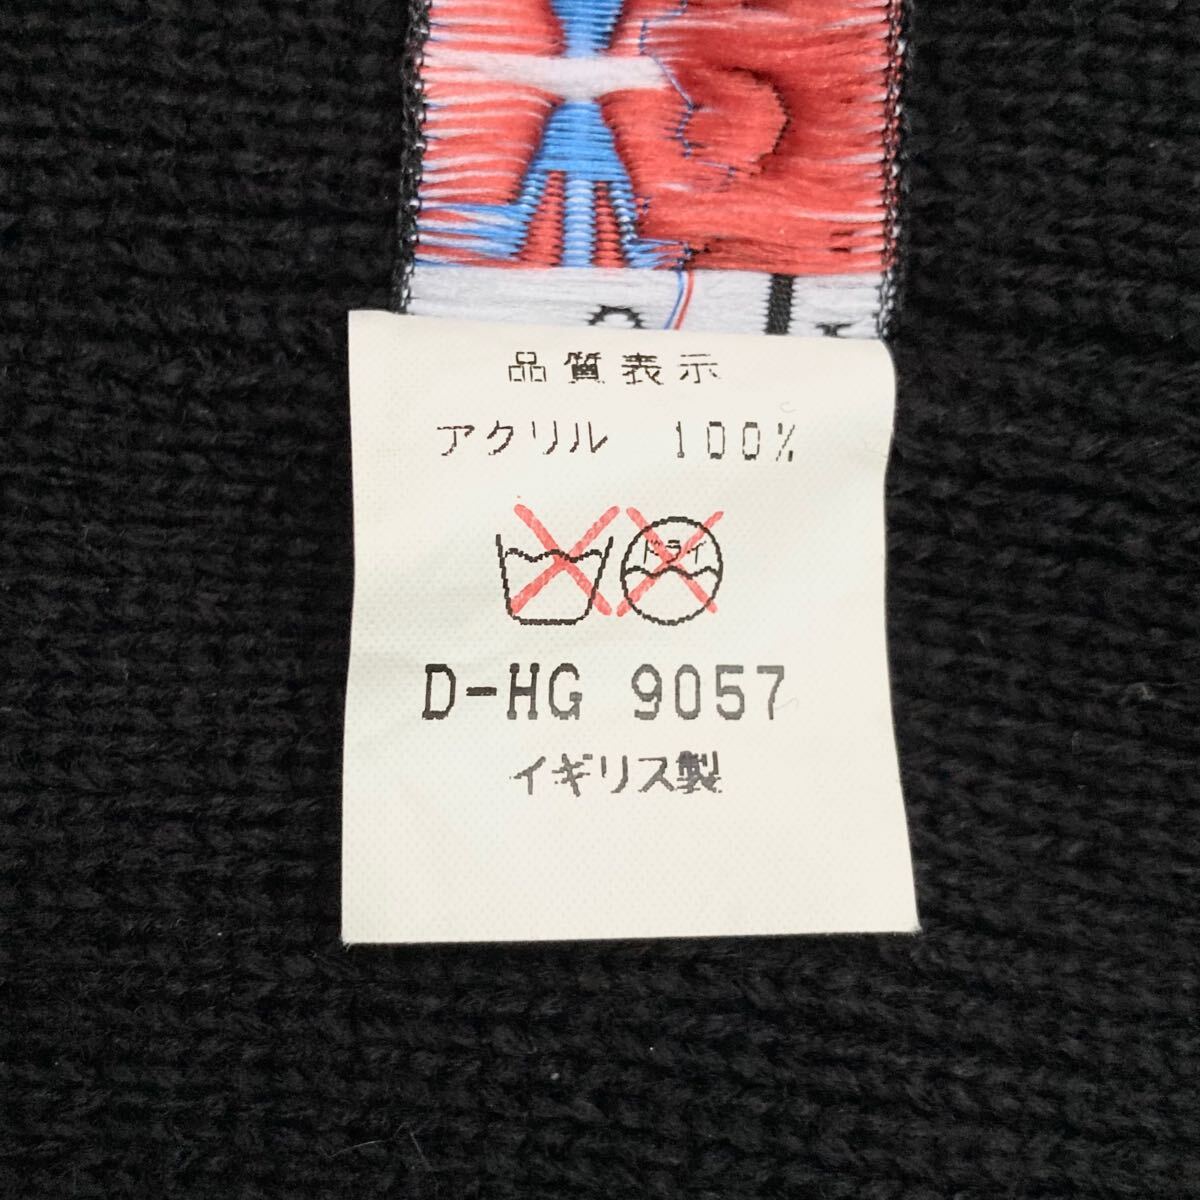 品質表示
アクリル 100%
ドライ
D-HG 9057
イギリス製